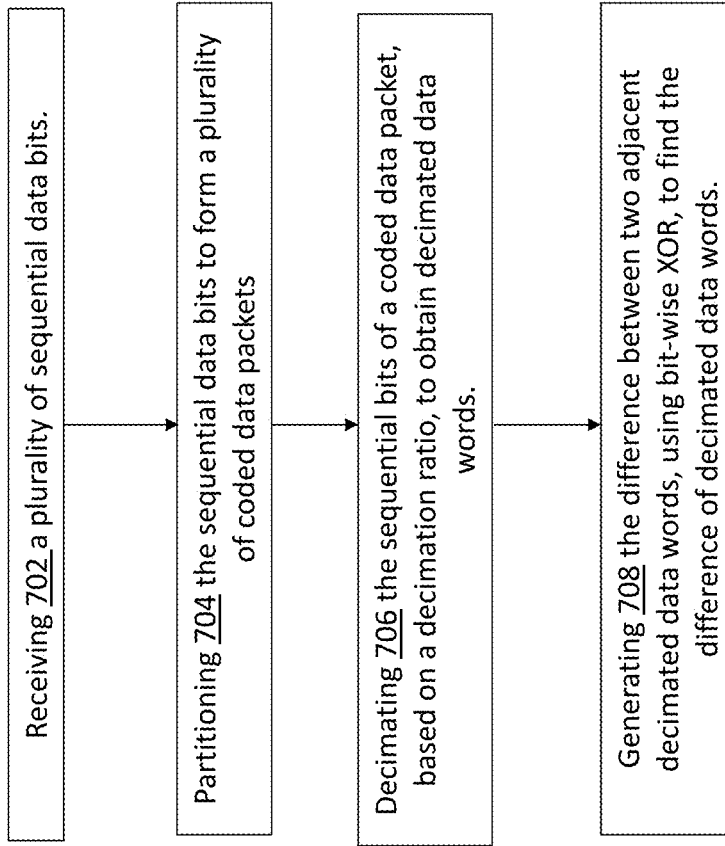 Receiving 702 a plurality of sequential data bits.
Partitioning 704 the sequential data bits to form a plurality
of coded data packets
Decimating 706 the sequential bits of a coded data packet,
based on a decimation ratio, to obtain decimated data
words.
Generating 708 the difference between two adjacent
decimated data words, using bit-wise XOR, to find the
difference of decimated data words.